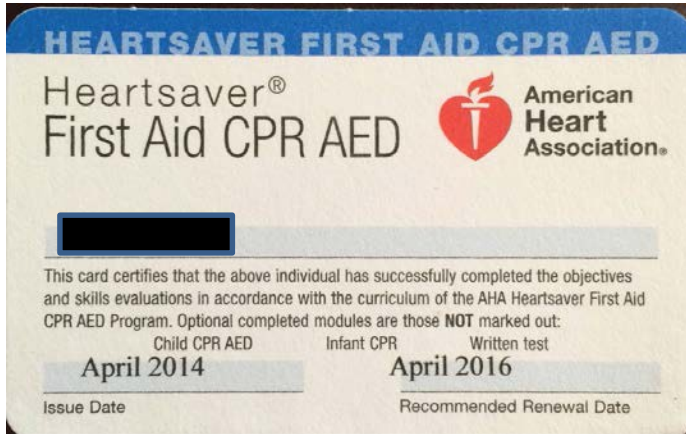 HEARTSAVER FIRST AID CPR AED
Heartsaver®
First Aid CPR AED
American
Heart
Association®
This card certifies that the above individual has successfully completed the objectives
and skills evaluations in accordance with the curriculum of the AHA Heartsaver First Aid
CPR AED Program. Optional completed modules are those NOT marked out:
Child CPR AED Infant CPR Written test
April 2014 April 2016
Issue Date Recommended Renewal Date